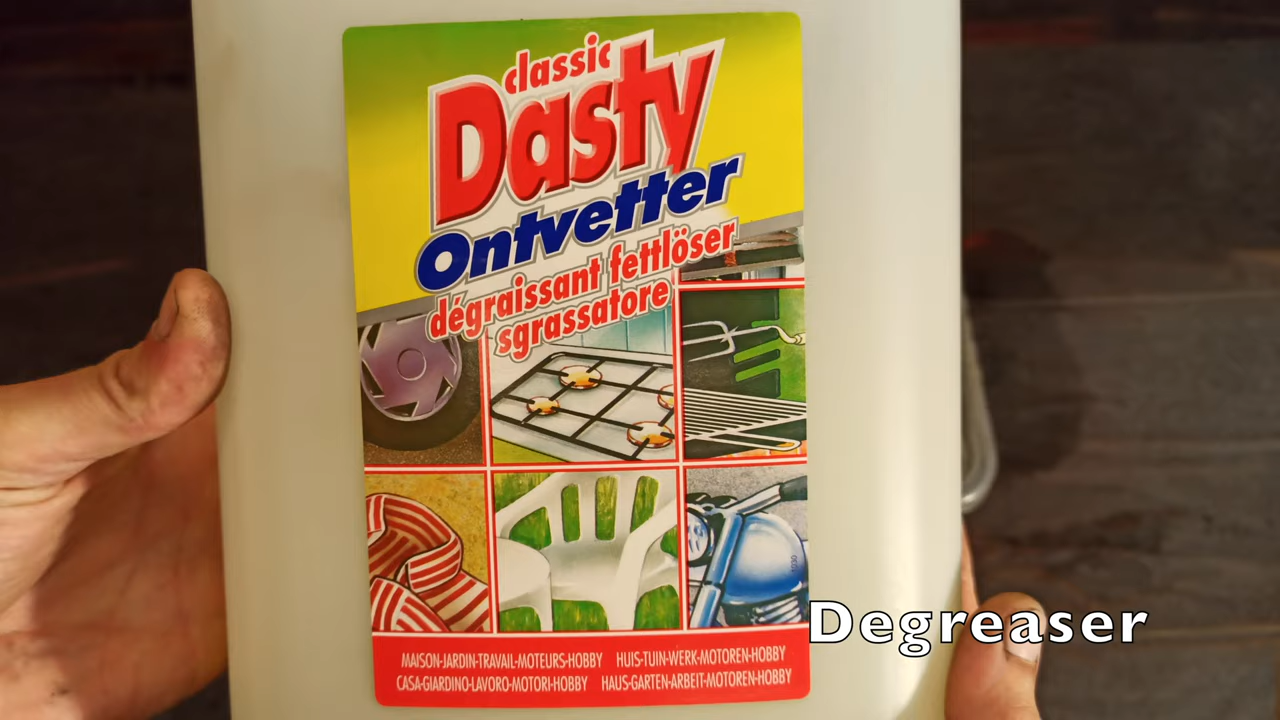 classic
Dasty
Ontvetter
dégraissant fettlöser
sgrassatore
MAISON-JARDIN-TRAVAIL-MOTEURS-HOBBY HUIS-TUIN-WERK-MOTOREN-HOBBY
CASA-GIARDINO-LAVORO-MOTORI-HOBBY HAUS-GARTEN-ARBEIT-MOTOREN-HOBBY
Degreaser